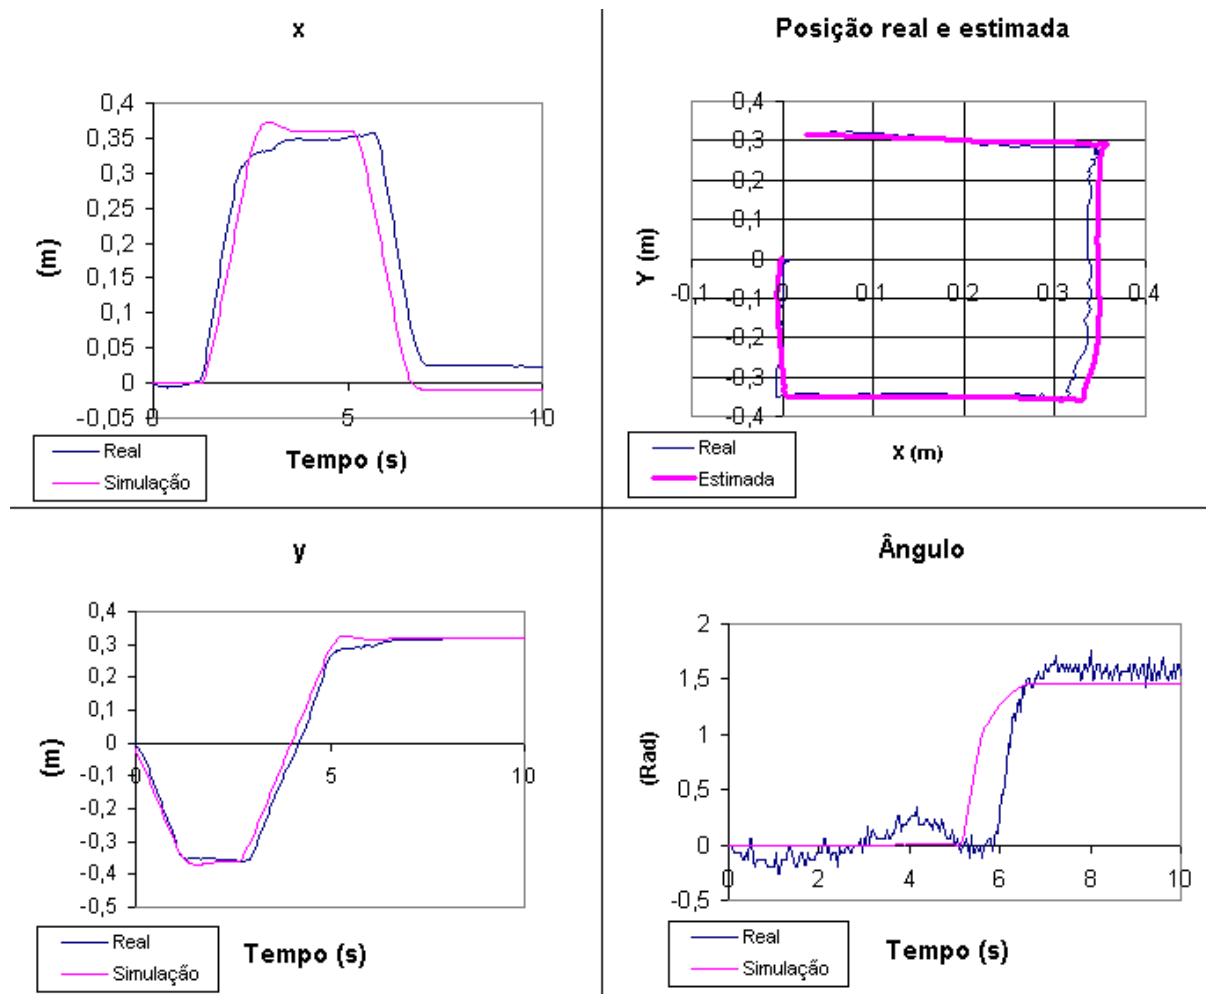 x
0,4
0,35
0,3
0,25
0,2
0,15
0,1
0,05
0
-0,05
0
5
10
(m)
Tempo (s)
Real
Simulação
Posição real e estimada
0,4
0,3
0,2
0,1
0
-0,1
-0,2
-0,3
-0,4
-0,1
0
0,1
0,2
0,3
0,4
Y (m)
X (m)
Real
Estimada
y
0,4
0,3
0,2
0,1
0
-0,1
-0,2
-0,3
-0,4
-0,5
0
5
10
(m)
Tempo (s)
Real
Simulação
Ângulo
2
1,5
1
0,5
0
-0,5
0
2
4
6
8
10
(Rad)
Tempo (s)
Real
Simulação